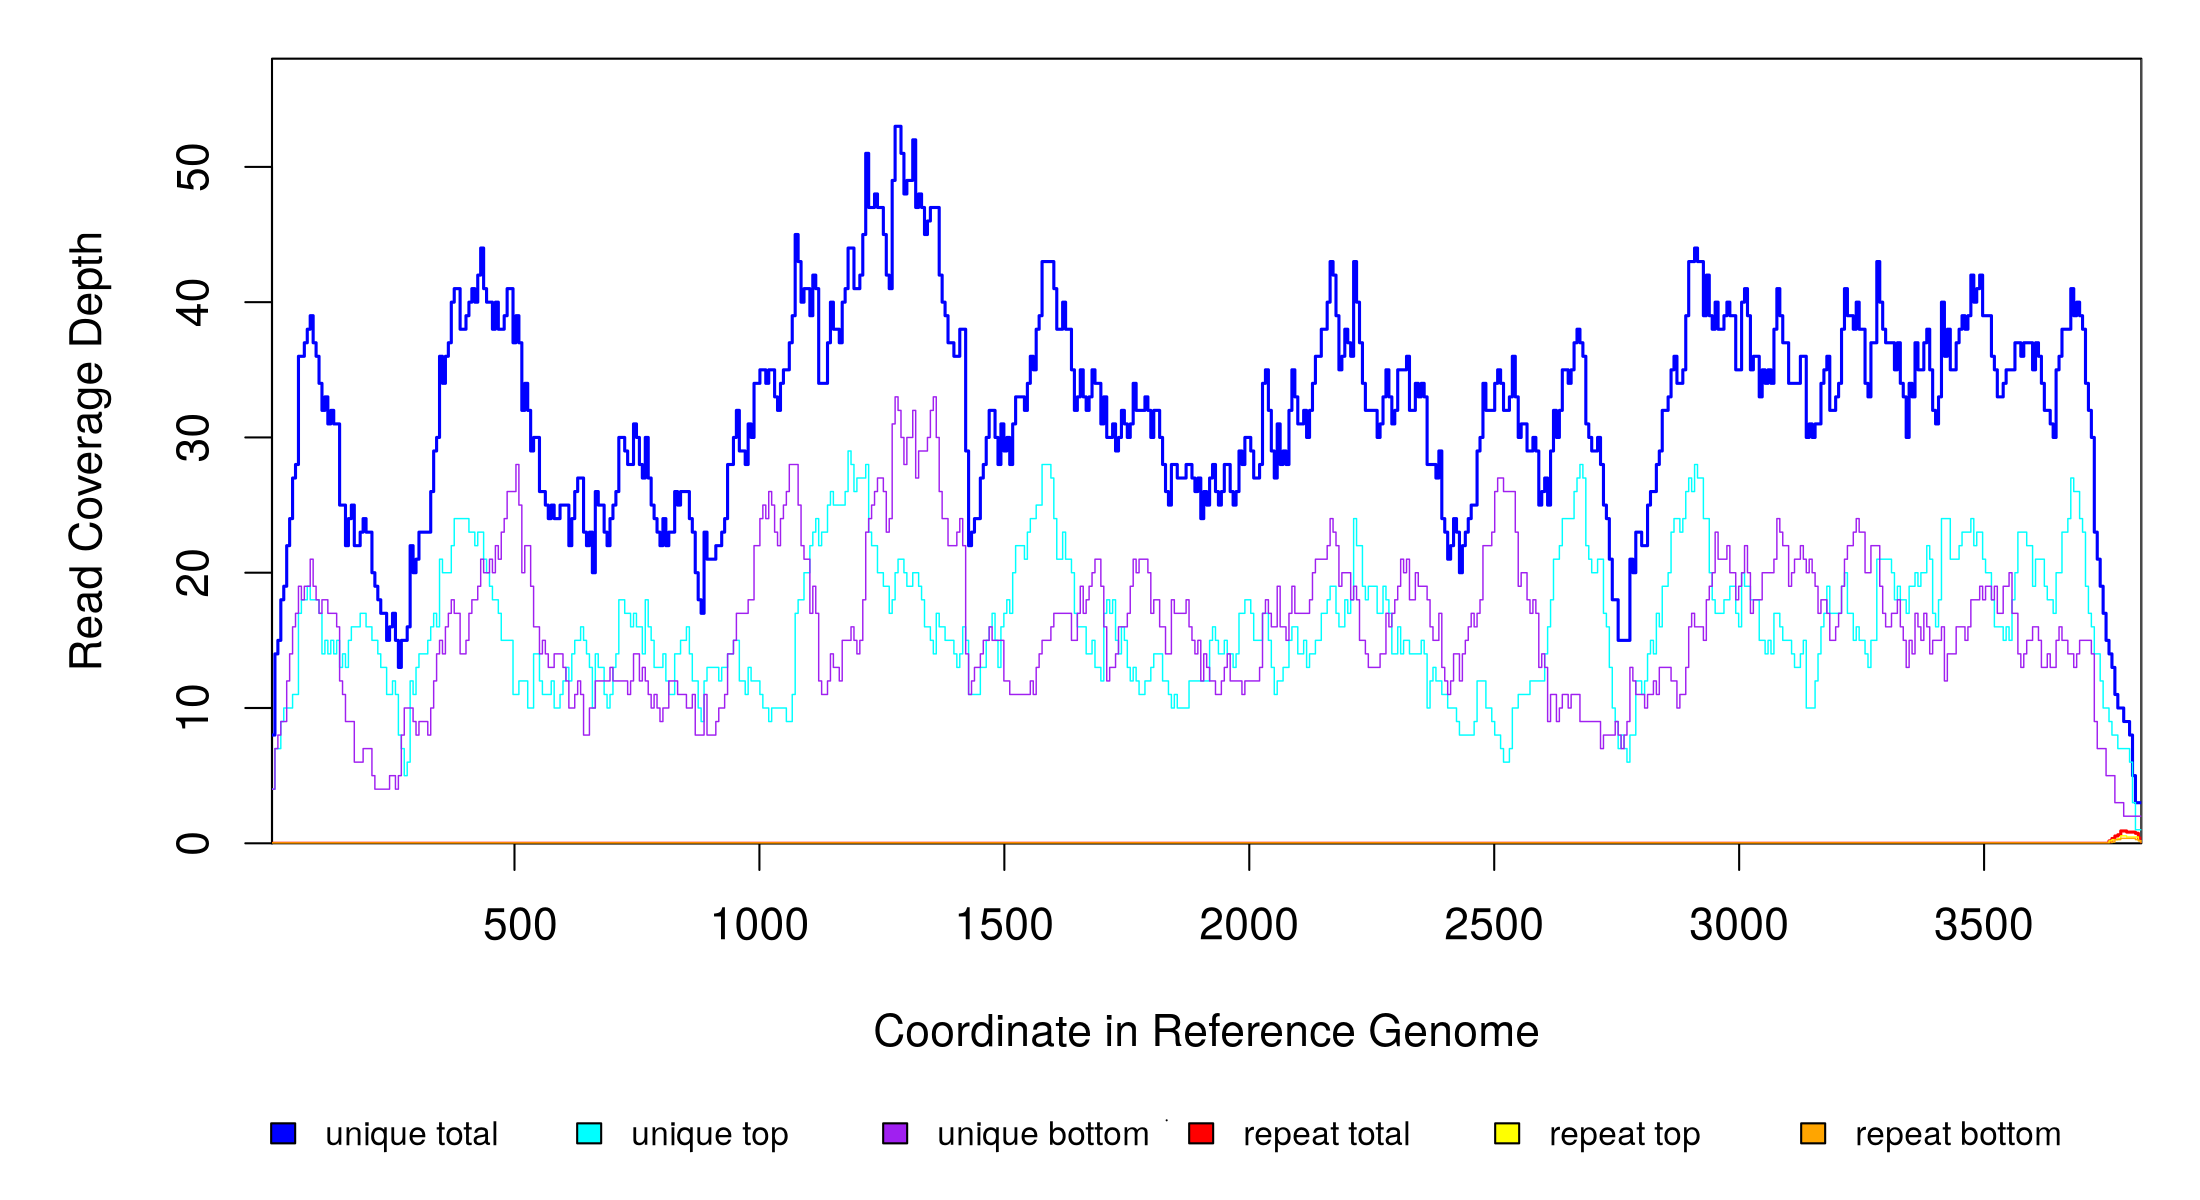 Read Coverage Depth
50
40
30
20
10
0
500 1000 1500 2000 2500 3000 3500
Coordinate in Reference Genome
unique total unique top unique bottom repeat total repeat top repeat bottom